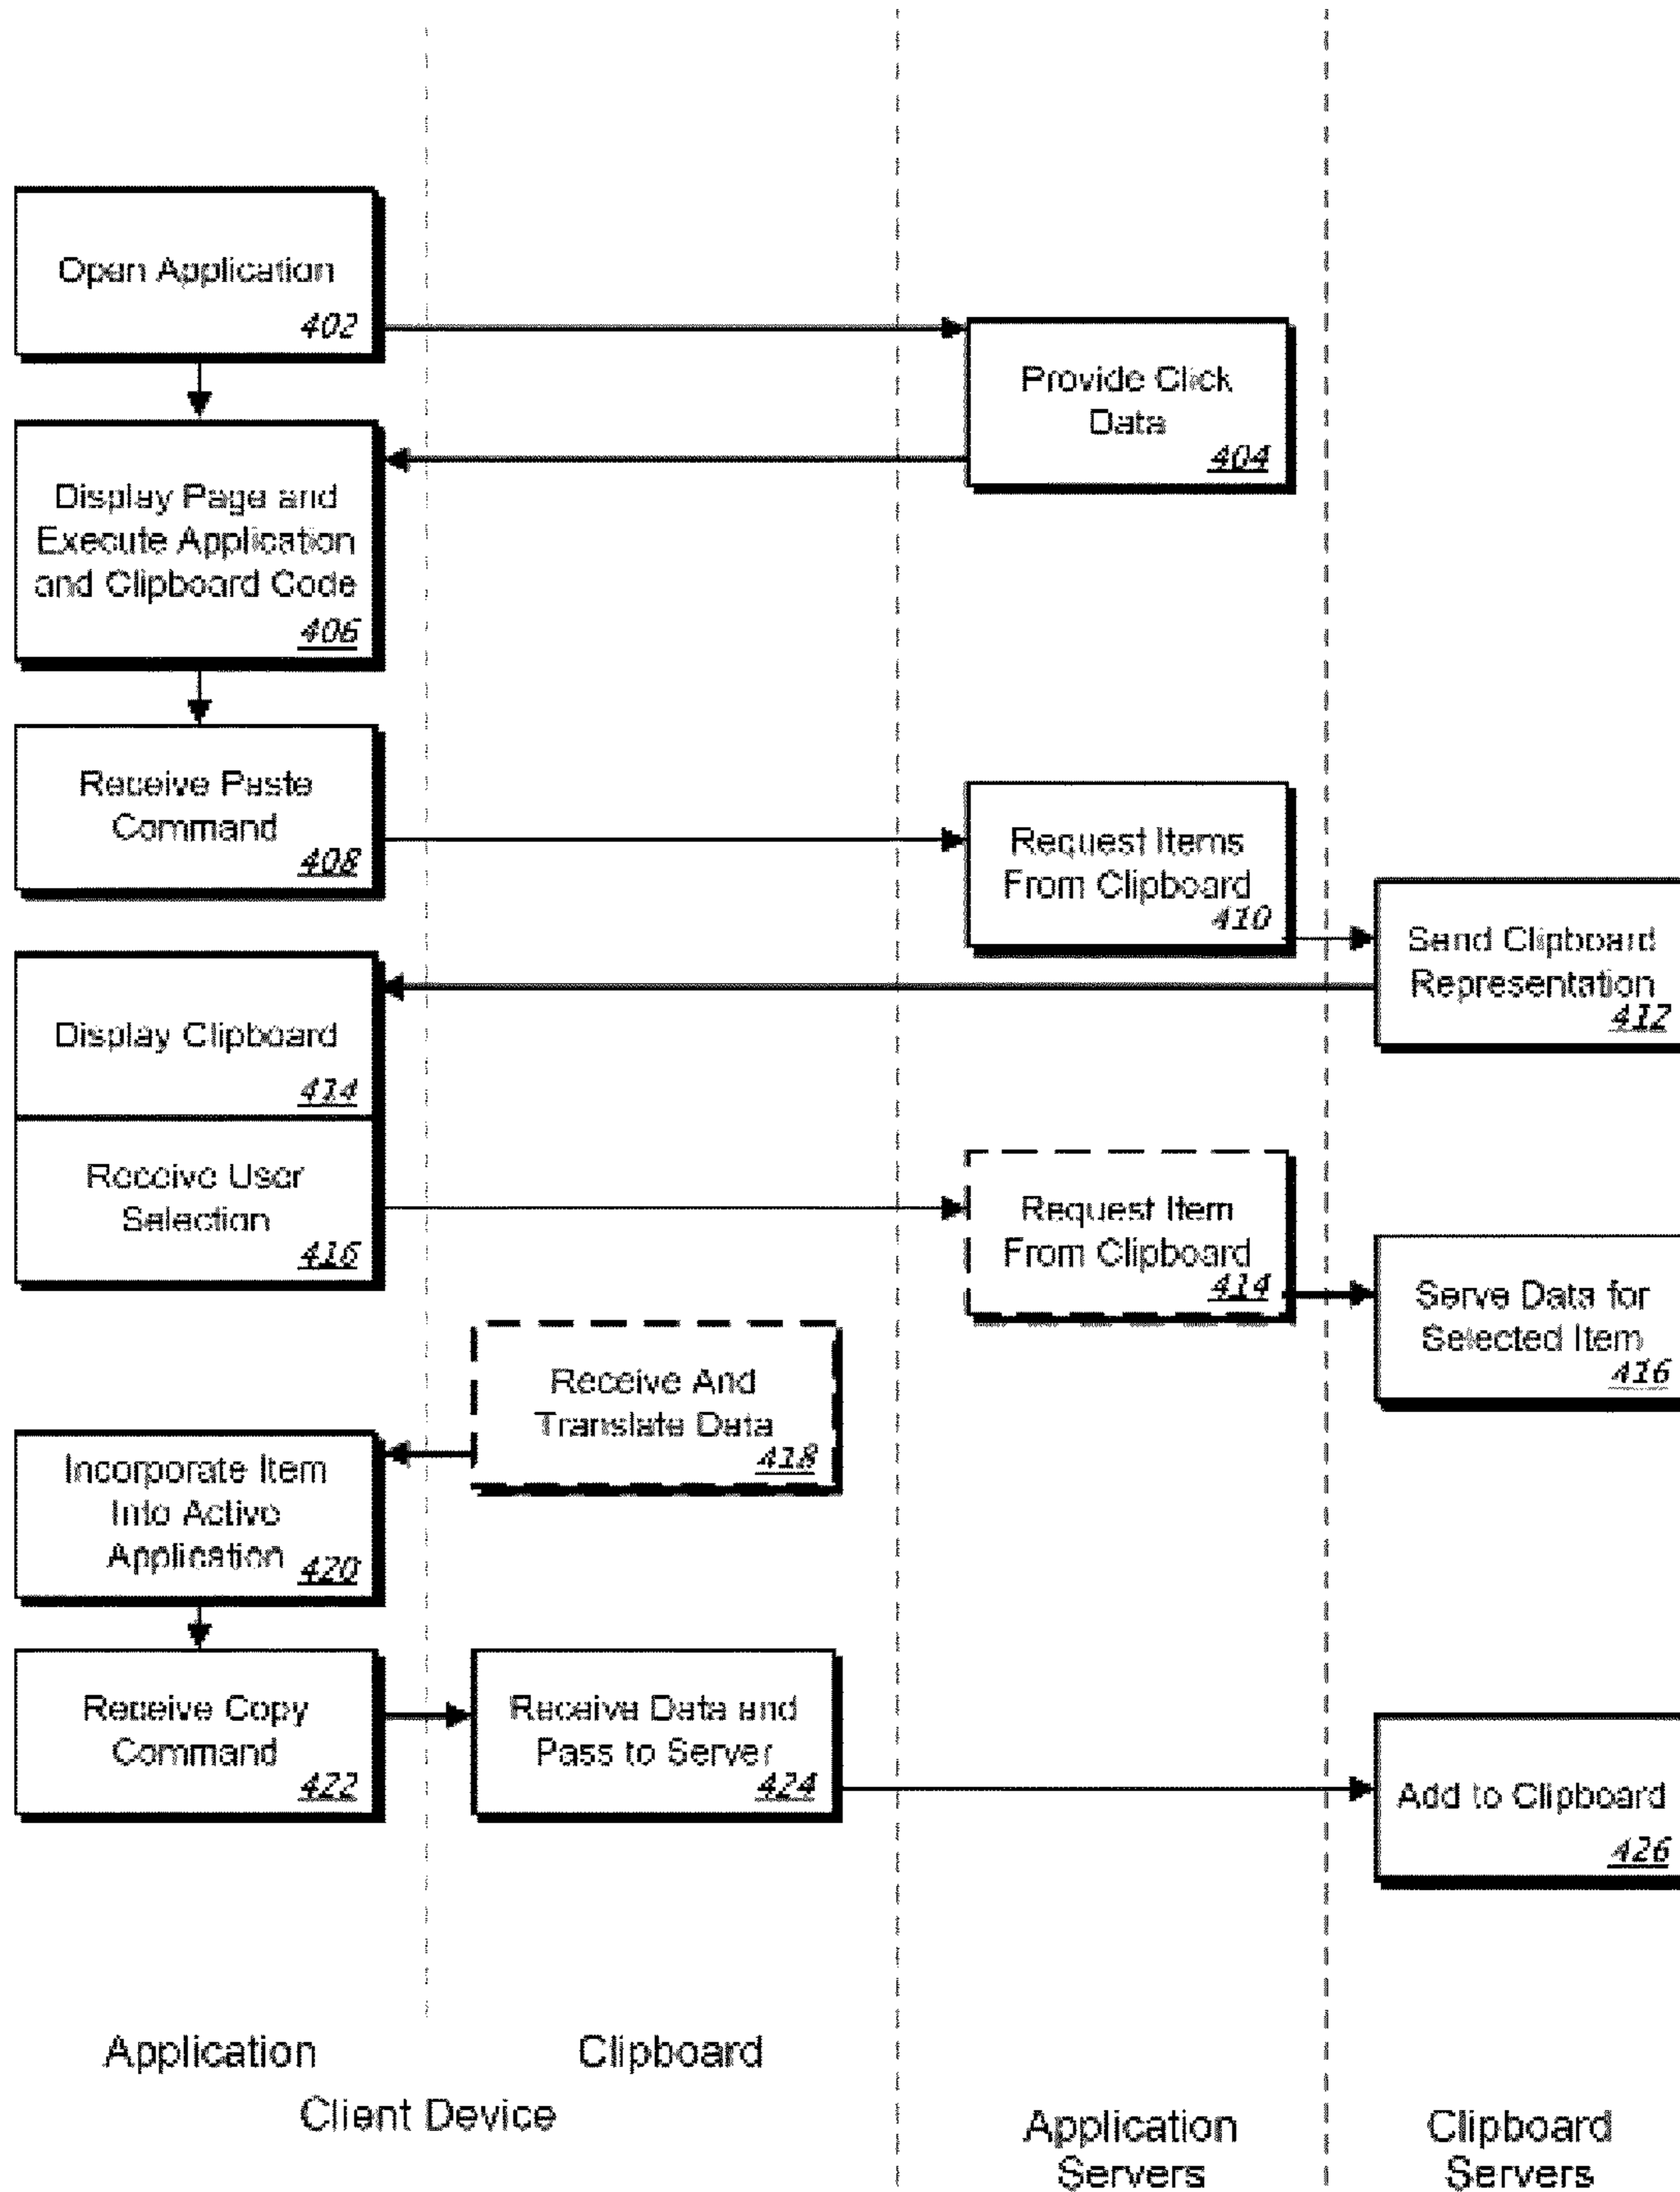 Open Application
402
Provide Click
Data
404
Display Page and
Execute Application
and Clipboard Code
406
Receive Paste
Command
408
Request Items
From Clipboard
410
Send Clipboard
Representation
412
Display Clipboard
414
Receive User
Selection
416
Request Item
From Clipboard
414
Serve Data for
Selected Item
416
Receive And
Translate Data
418
Incorporate Item
Into Active
Application
420
Receive Copy
Command
422
Receive Data and
Pass to Server
424
Add to Clipboard
426
Application
Clipboard
Client Device
Application
Servers
Clipboard
Servers